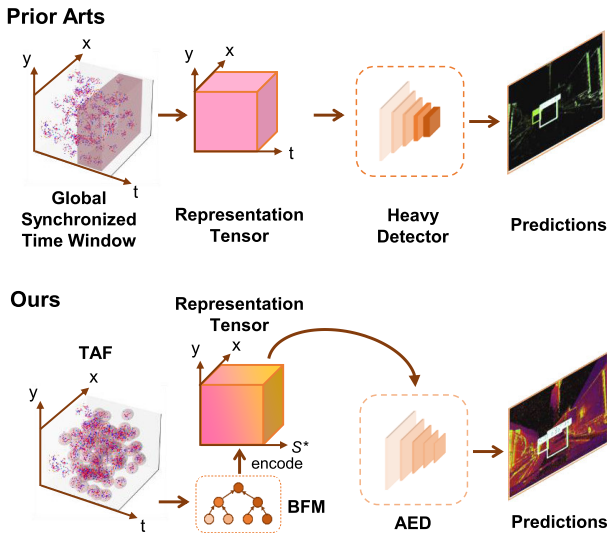 Prior Arts
y
x
t
Global
Synchronized
Time Window
y
x
t
Representation
Tensor
Heavy
Detector
Predictions
Ours
TAF
y
x
t
Representation
Tensor
y
x
S*
encode
BFM
AED
Predictions